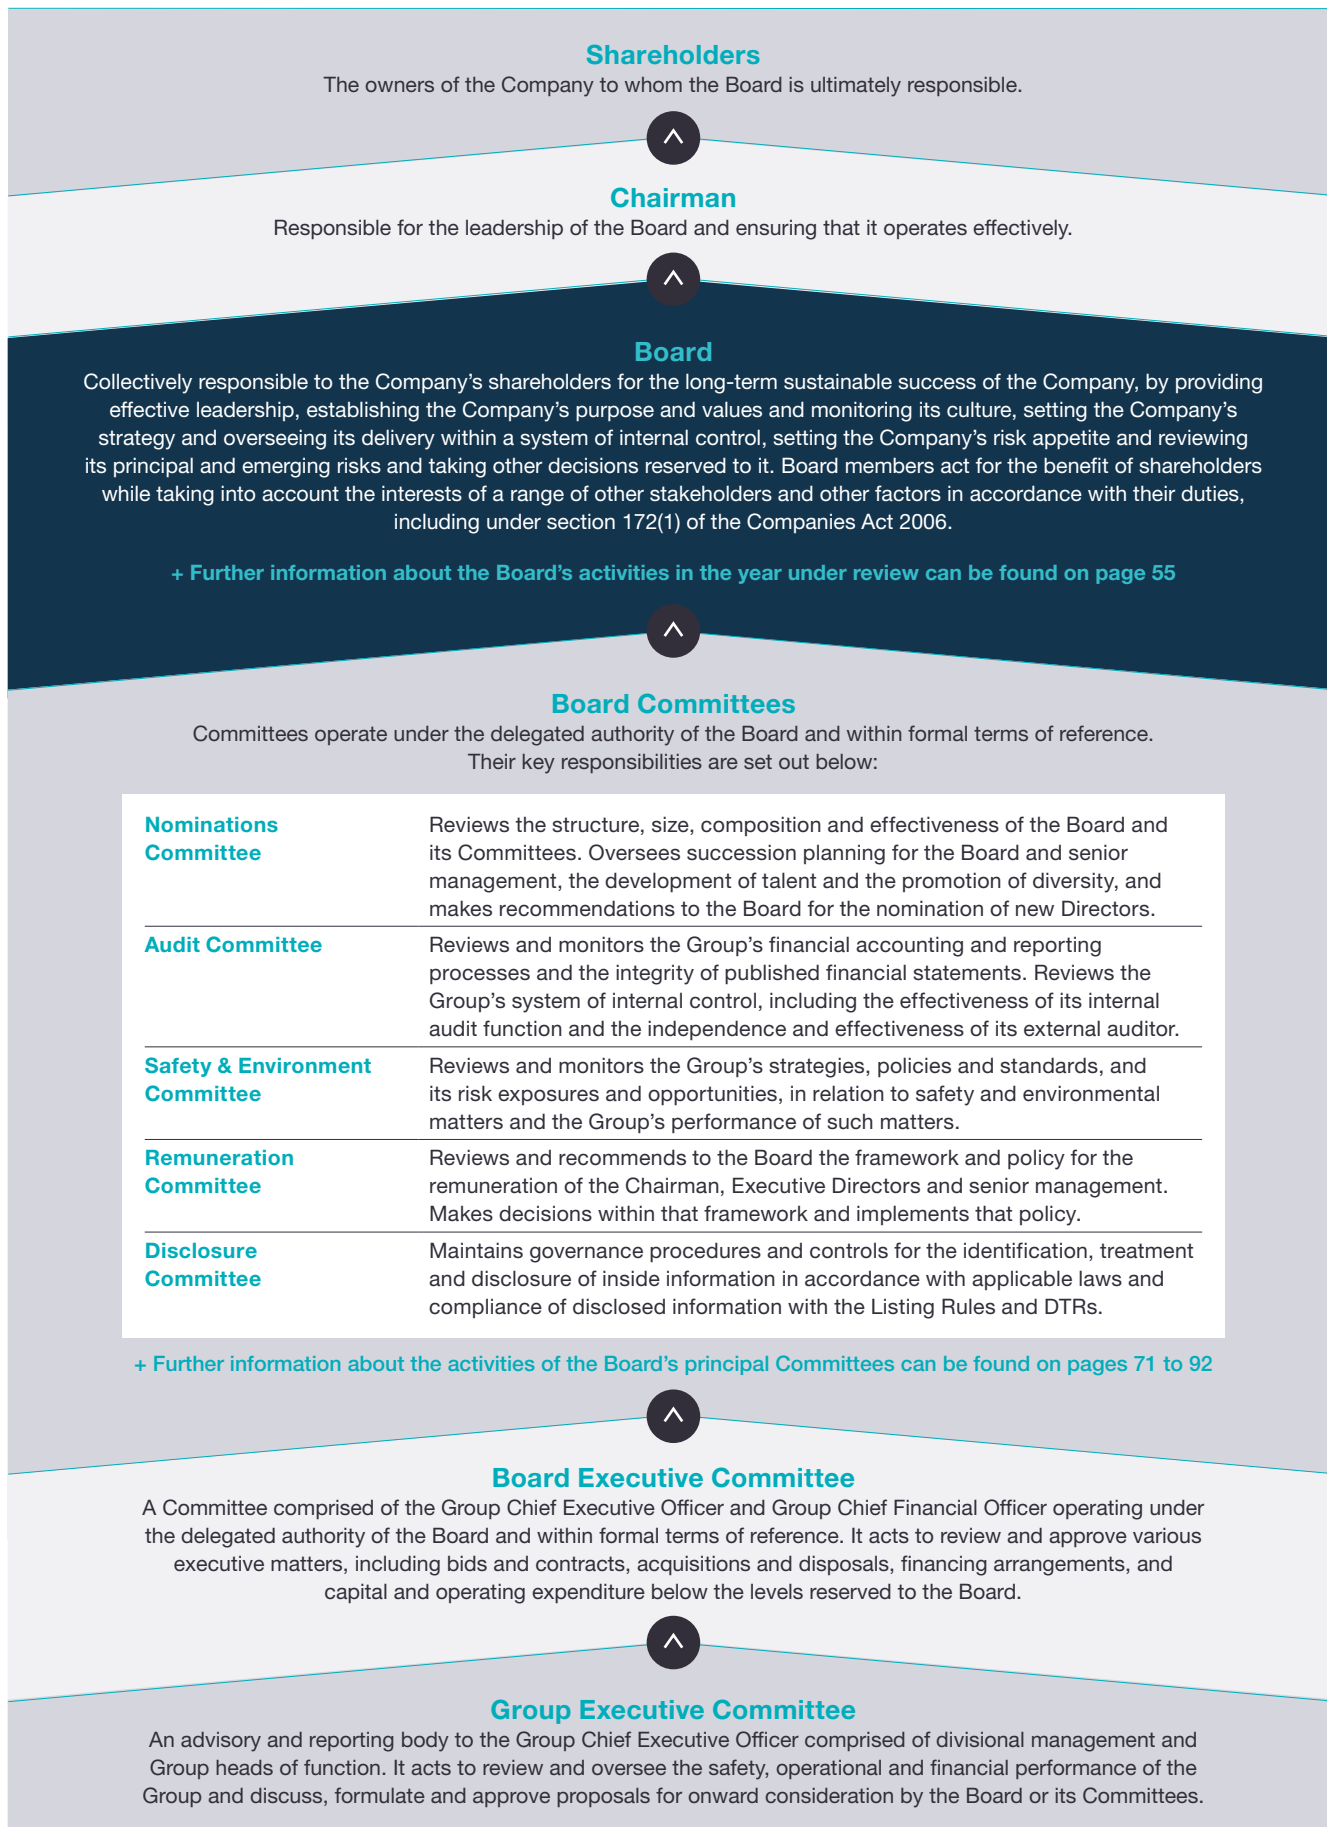 Shareholders
The owners of the Company to whom the Board is ultimately responsible.
Chairman
Responsible for the leadership of the Board and ensuring that it operates effectively.
Board
Collectively responsible to the Company’s shareholders for the long-term sustainable success of the Company, by providing
effective leadership, establishing the Company’s purpose and values and monitoring its culture, setting the Company’s
strategy and overseeing its delivery within a system of internal control, setting the Company’s risk appetite and reviewing
its principal and emerging risks and taking other decisions reserved to it. Board members act for the benefit of shareholders
while taking into account the interests of a range of other stakeholders and other factors in accordance with their duties,
including under section 172(1) of the Companies Act 2006.
+ Further information about the Board’s activities in the year under review can be found on page 55
Board Committees
Committees operate under the delegated authority of the Board and within formal terms of reference.
Their key responsibilities are set out below:
Nominations
Committee
Reviews the structure, size, composition and effectiveness of the Board and
its Committees. Oversees succession planning for the Board and senior
management, the development of talent and the promotion of diversity, and
makes recommendations to the Board for the nomination of new Directors.
Audit Committee
Reviews and monitors the Group’s financial accounting and reporting
processes and the integrity of published financial statements. Reviews the
Group’s system of internal control, including the effectiveness of its internal
audit function and the independence and effectiveness of its external auditor.
Safety & Environment
Committee
Reviews and monitors the Group’s strategies, policies and standards, and
its risk exposures and opportunities, in relation to safety and environmental
matters and the Group’s performance of such matters.
Remuneration
Committee
Reviews and recommends to the Board the framework and policy for the
remuneration of the Chairman, Executive Directors and senior management.
Makes decisions within that framework and implements that policy.
Disclosure
Committee
Maintains governance procedures and controls for the identification, treatment
and disclosure of inside information in accordance with applicable laws and
compliance of disclosed information with the Listing Rules and DTRs.
+ Further information about the activities of the Board’s principal Committees can be found on pages 71 to 92
Board Executive Committee
A Committee comprised of the Group Chief Executive Officer and Group Chief Financial Officer operating under
the delegated authority of the Board and within formal terms of reference. It acts to review and approve various
executive matters, including bids and contracts, acquisitions and disposals, financing arrangements, and
capital and operating expenditure below the levels reserved to the Board.
Group Executive Committee
An advisory and reporting body to the Group Chief Executive Officer comprised of divisional management and
Group heads of function. It acts to review and oversee the safety, operational and financial performance of the
Group and discuss, formulate and approve proposals for onward consideration by the Board or its Committees.